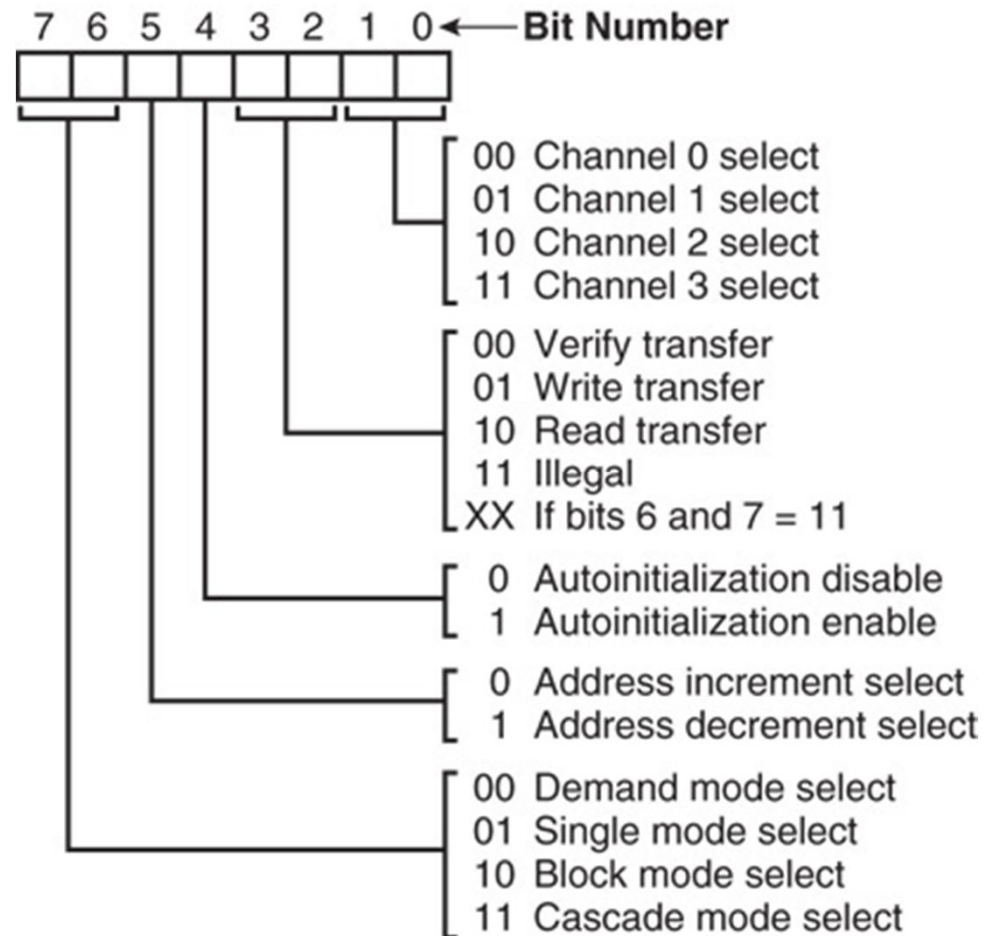 7 6 5 4 3 2 1 0 Bit Number
00 Channel 0 select
01 Channel 1 select
10 Channel 2 select
11 Channel 3 select
00 Verify transfer
01 Write transfer
10 Read transfer
11 Illegal
XX If bits 6 and 7 = 11
0 Autoinitialization disable
1 Autoinitialization enable
0 Address increment select
1 Address decrement select
00 Demand mode select
01 Single mode select
10 Block mode select
11 Cascade mode select